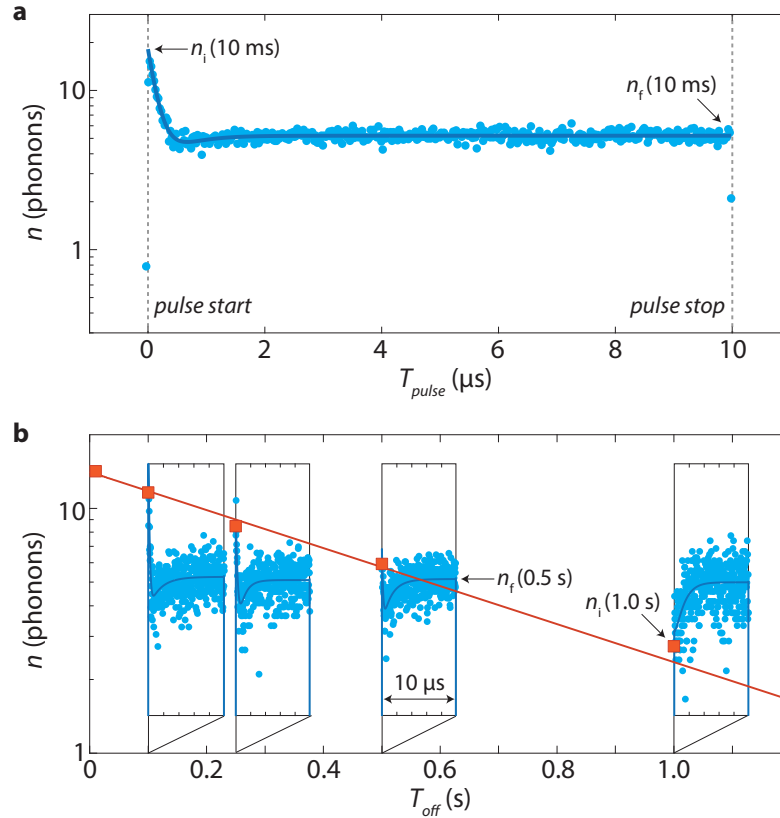 a
n_i (10 ms)
n_f (10 ms)
10
1
n (phonons)
pulse start
pulse stop
0
2
4
6
8
10
T_pulse (μs)
b
10
1
n (phonons)
n_f (0.5 s)
n_i (1.0 s)
10 μs
0
0.2
0.4
0.6
0.8
1.0
T_off (s)